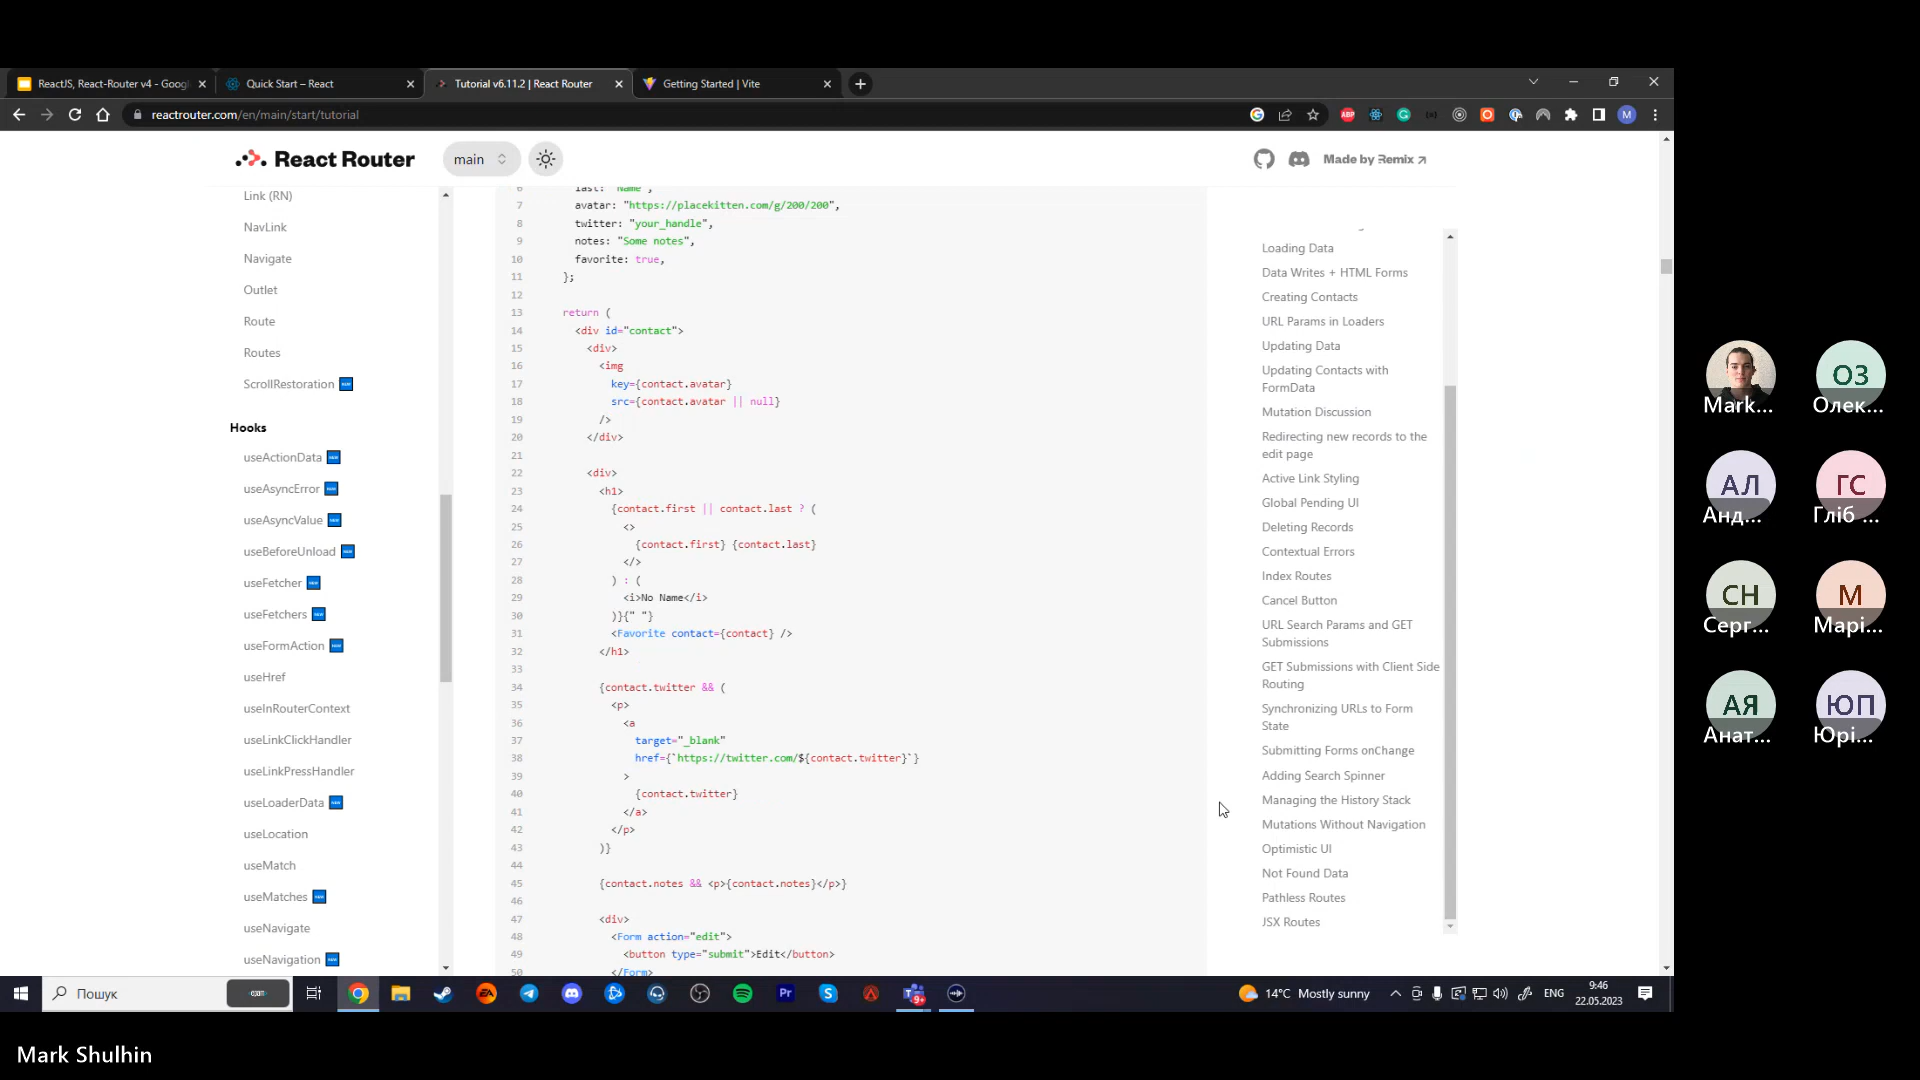 ReactJS, React-Router v4 - Googl
Quick Start – React
Tutorial v6.11.2 | React Router
Getting Started | Vite
reactrouter.com/en/main/start/tutorial
React Router
main
Made by Remix ↗
Link (RN)
NavLink
Navigate
Outlet
Route
Routes
ScrollRestoration
Hooks
useActionData
useAsyncError
useAsyncValue
useBeforeUnload
useFetcher
useFetchers
useFormAction
useHref
useInRouterContext
useLinkClickHandler
useLinkPressHandler
useLoaderData
useLocation
useMatch
useMatches
useNavigate
useNavigation
6 last: "Name",
7 avatar: "https://placekitten.com/g/200/200",
8 twitter: "your_handle",
9 notes: "Some notes",
10 favorite: true,
11 };
12
13 return (
14 <div id="contact">
15 <div>
16 <img
17 key={contact.avatar}
18 src={contact.avatar || null}
19 />
20 </div>
21
22 <div>
23 <h1>
24 {contact.first || contact.last ? (
25 <>
26 {contact.first} {contact.last}
27 </>
28 ) : (
29 <i>No Name</i>
30 )}{" "}
31 <Favorite contact={contact} />
32 </h1>
33
34 {contact.twitter && (
35 <p>
36 <a
37 target="_blank"
38 href={`https://twitter.com/${contact.twitter}`}
39 >
40 {contact.twitter}
41 </a>
42 </p>
43 )}
44
45 {contact.notes && <p>{contact.notes}</p>}
46
47 <div>
48 <Form action="edit">
49 <button type="submit">Edit</button>
50 </Form>
Loading Data
Data Writes + HTML Forms
Creating Contacts
URL Params in Loaders
Updating Data
Updating Contacts with
FormData
Mutation Discussion
Redirecting new records to the
edit page
Active Link Styling
Global Pending UI
Deleting Records
Contextual Errors
Index Routes
Cancel Button
URL Search Params and GET
Submissions
GET Submissions with Client Side
Routing
Synchronizing URLs to Form
State
Submitting Forms onChange
Adding Search Spinner
Managing the History Stack
Mutations Without Navigation
Optimistic UI
Not Found Data
Pathless Routes
JSX Routes
Mark...
ОЗ
Олек...
АЛ
Анд...
ГС
Гліб ...
СН
Серг...
М
Марі...
АЯ
Анат...
ЮП
Юрі...
Пошук
14°C Mostly sunny
ENG
9:46
22.05.2023
Mark Shulhin